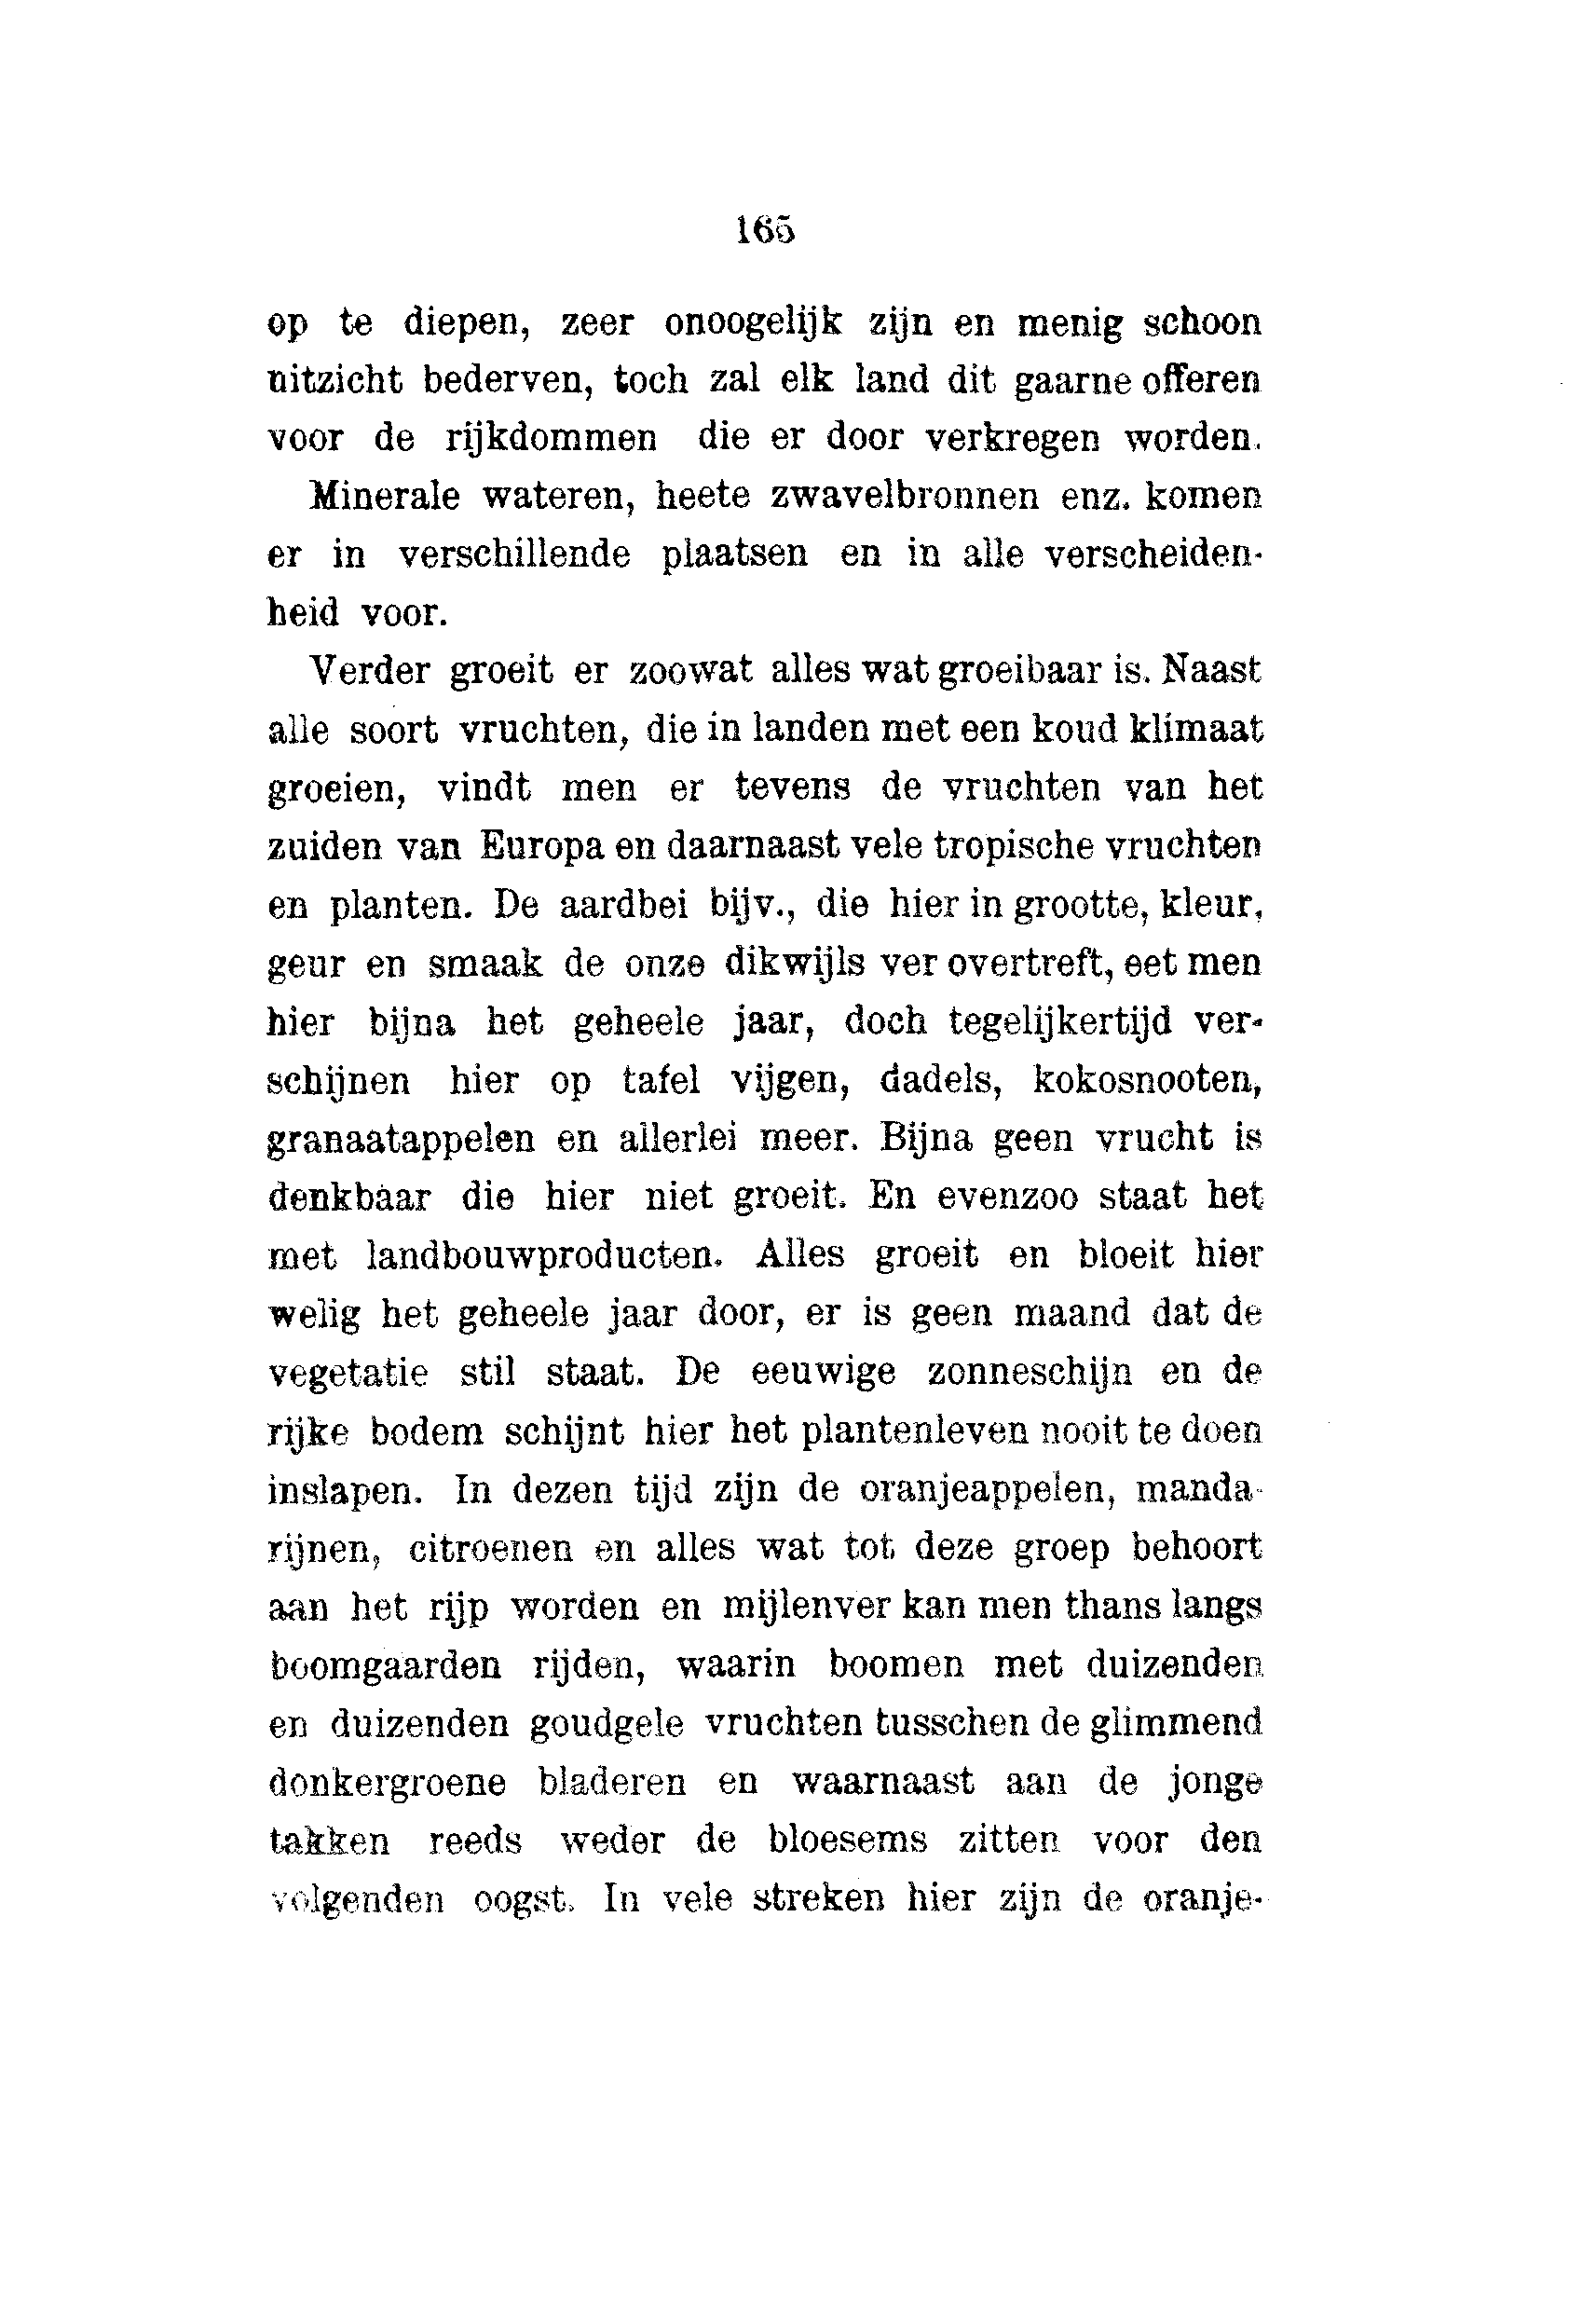 165
op te diepen, zeer onoogelijk zijn en menig schoon
uitzicht bederven, toch zal elk land dit gaarne offeren
voor de rijkdommen die er door verkregen worden.
Minerale wateren, heete zwavelbronnen enz. komen
er in verschillende plaatsen en in alle verscheiden-
heid voor.
Verder groeit er zoowat alles wat groeibaar is. Naast
alle soort vruchten, die in landen met een koud klimaat
groeien, vindt men er tevens de vruchten van het
zuiden van Europa en daarnaast vele tropische vruchten
en planten. De aardbei bijv., die hier in grootte, kleur,
geur en smaak de onze dikwijls ver overtreft, eet men
hier bijna het geheele jaar, doch tegelijkertijd ver-
schijnen hier op tafel vijgen, dadels, kokosnooten,
granaatappelen en allerlei meer. Bijna geen vrucht is
denkbaar die hier niet groeit. En evenzoo staat het
met landbouwproducten. Alles groeit en bloeit hier
welig het geheele jaar door, er is geen maand dat de
vegetatie stil staat. De eeuwige zonneschijn en de
rijke bodem schijnt hier het plantenleven nooit te doen
inslapen. In dezen tijd zijn de oranjeappelen, manda-
rijnen, citroenen en alles wat tot deze groep behoort
aan het rijp worden en mijlenver kan men thans langs
boomgaarden rijden, waarin boomen met duizenden
en duizenden goudgele vruchten tusschen de glimmend
donkergroene bladeren en waarnaast aan de jonge
takken reeds weder de bloesems zitten voor den
volgenden oogst. In vele streken hier zijn de oranje-